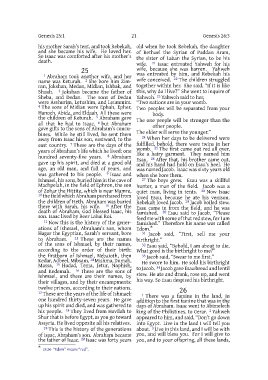 Genesis 25:1 21 Genesis 26:3
his mother Sarah's tent, and took Rebekah,
and she became his wife. He loved her.
So Isaac was comforted after his mother's
death.
25
1 Abraham took another wife, and her
name was Keturah. 2 She bore him Zim-
ran, Jokshan, Medan, Midian, Ishbak, and
Shuah. 3 Jokshan became the father of
Sheba, and Dedan. The sons of Dedan
were Asshurim, Letushim, and Leummim.
4 The sons of Midian were Ephah, Epher,
Hanoch, Abida, and Eldaah. All these were
the children of Keturah. 5 Abraham gave
all that he had to Isaac, 6 but Abraham
gave gifts to the sons of Abraham's concu-
bines. While he still lived, he sent them
away from Isaac his son, eastward, to the
east country. 7 These are the days of the
years of Abraham's life which he lived: one
hundred seventy-five years. 8 Abraham
gave up his spirit, and died at a good old
age, an old man, and full of years, and
was gathered to his people. 9 Isaac and
Ishmael, his sons, buried him in the cave of
Machpelah, in the field of Ephron, the son
of Zohar the Hittite, which is near Mamre,
10 the field which Abraham purchased from
the children of Heth. Abraham was buried
there with Sarah, his wife. 11 After the
death of Abraham, God blessed Isaac, his
son. Isaac lived by Beer Lahai Roi.
12 Now this is the history of the gener-
ations of Ishmael, Abraham's son, whom
Hagar the Egyptian, Sarah's servant, bore
to Abraham. 13 These are the names
of the sons of Ishmael, by their names,
according to the order of their birth:
the firstborn of Ishmael, Nebaioth, then
Kedar, Adbeel, Mibsam, 14 Mishma, Dumah,
Massa, 15 Hadad, Tema, Jetur, Naphish,
and Kedemah. 16 These are the sons of
Ishmael, and these are their names, by
their villages, and by their encampments:
twelve princes, according to their nations.
17 These are the years of the life of Ishmael:
one hundred thirty-seven years. He gave
up his spirit and died, and was gathered to
his people. 18 They lived from Havilah to
Shur that is before Egypt, as you go toward
Assyria. He lived opposite all his relatives.
19 This is the history of the generations
of Isaac, Abraham's son. Abraham became
the father of Isaac. 20 Isaac was forty years
old when he took Rebekah, the daughter
of Bethuel the Syrian of Paddan Aram,
the sister of Laban the Syrian, to be his
wife. 21 Isaac entreated Yahweh for his
wife, because she was barren. Yahweh
was entreated by him, and Rebekah his
wife conceived. 22 The children struggled
together within her. She said, "If it is like
this, why do I live?" She went to inquire of
Yahweh. 23 Yahweh said to her,
"Two nations are in your womb.
Two peoples will be separated from your
body.
The one people will be stronger than the
other people.
The elder will serve the younger."
24 When her days to be delivered were
fulfilled, behold, there were twins in her
womb. 25 The first came out red all over,
like a hairy garment. They named him
Esau. 26 After that, his brother came out,
and his hand had hold on Esau's heel. He
was named Jacob. Isaac was sixty years old
when she bore them.
27 The boys grew. Esau was a skillful
hunter, a man of the field. Jacob was a
quiet man, living in tents. 28 Now Isaac
loved Esau, because he ate his venison.
Rebekah loved Jacob. 29 Jacob boiled stew.
Esau came in from the field, and he was
famished. 30 Esau said to Jacob, "Please
feed me with some of that red stew, for I am
famished." Therefore his name was called
Edom.
31 Jacob said, "First, sell me your
birthright."
32 Esau said, "Behold, I am about to die.
What good is the birthright to me?"
33 Jacob said, "Swear to me first."
He swore to him. He sold his birthright
to Jacob. 34 Jacob gave Esau bread and lentil
stew. He ate and drank, rose up, and went
his way. So Esau despised his birthright.
26
1 There was a famine in the land, in
addition to the first famine that was in the
days of Abraham. Isaac went to Abimelech
king of the Philistines, to Gerar. 2 Yahweh
appeared to him, and said, "Don't go down
into Egypt. Live in the land I will tell you
about. 3 Live in this land, and I will be with
you, and will bless you. For I will give to
you, and to your offspring, all these lands,